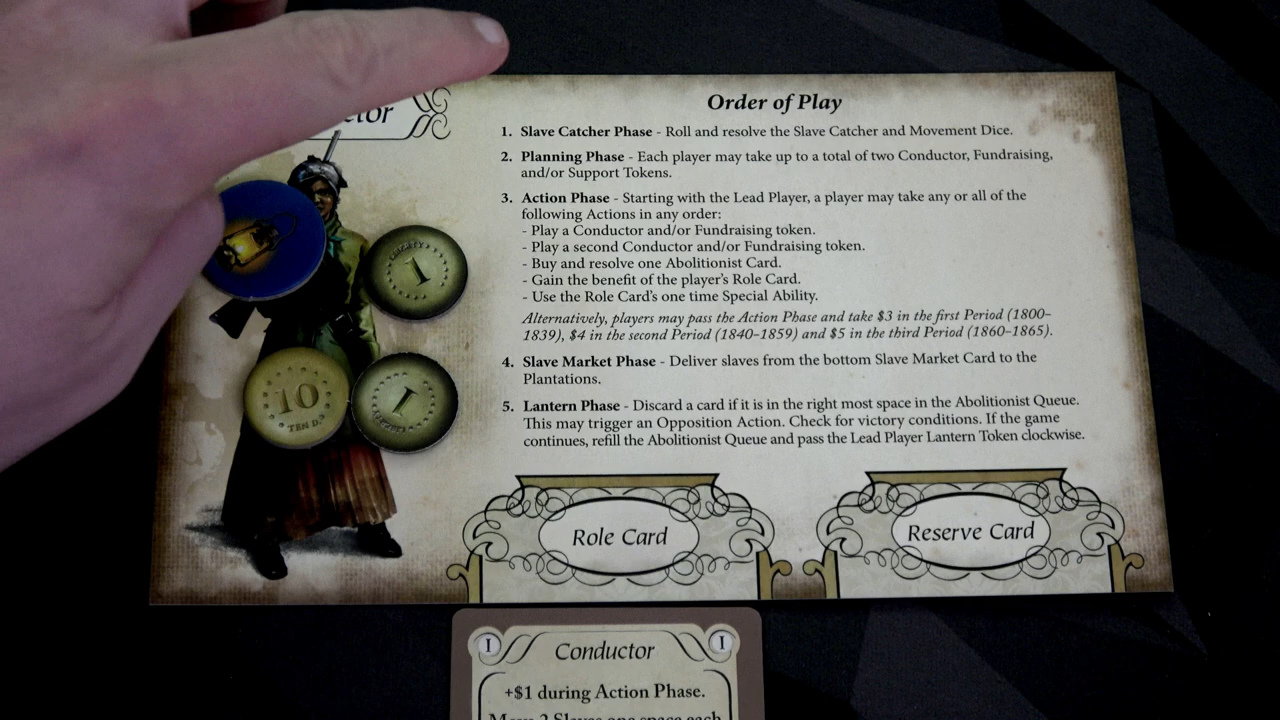 Order of Play
1. Slave Catcher Phase - Roll and resolve the Slave Catcher and Movement Dice.
2. Planning Phase - Each player may take up to a total of two Conductor, Fundraising,
and/or Support Tokens.
3. Action Phase - Starting with the Lead Player, a player may take any or all of the
following Actions in any order:
- Play a Conductor and/or Fundraising token.
- Play a second Conductor and/or Fundraising token.
- Buy and resolve one Abolitionist Card.
- Gain the benefit of the player's Role Card.
- Use the Role Card's one time Special Ability.
Alternatively, players may pass the Action Phase and take $3 in the first Period (1800–
1839), $4 in the second Period (1840–1859) and $5 in the third Period (1860–1865).
4. Slave Market Phase - Deliver slaves from the bottom Slave Market Card to the
Plantations.
5. Lantern Phase - Discard a card if it is in the right most space in the Abolitionist Queue.
This may trigger an Opposition Action. Check for victory conditions. If the game
continues, refill the Abolitionist Queue and pass the Lead Player Lantern Token clockwise.
LIBERTY
1
10
TEN D.
1
LIBERTY
Role Card
Reserve Card
I Conductor I
+$1 during Action Phase.
Move 2 Slaves one space each